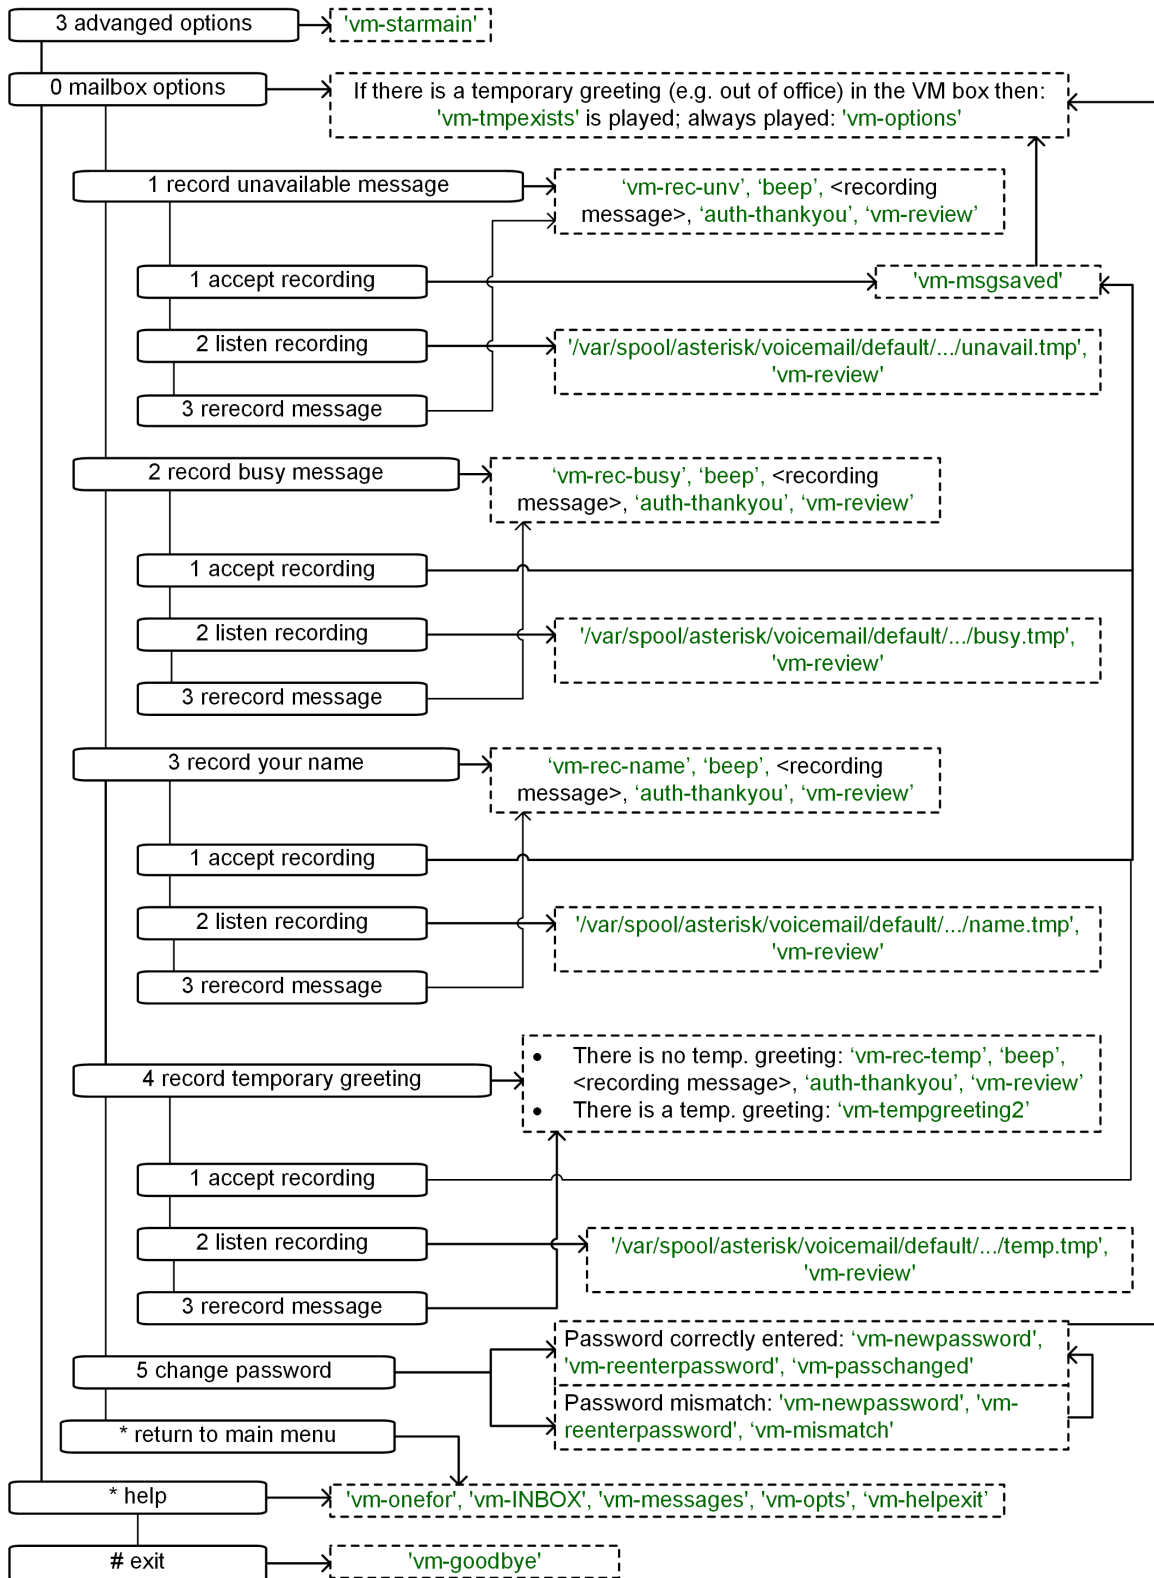 3 advanged options
'vm-starmain'
0 mailbox options
If there is a temporary greeting (e.g. out of office) in the VM box then:
'vm-tmpexists' is played; always played: 'vm-options'
1 record unavailable message
‘vm-rec-unv’, ‘beep’, <recording
message>, ‘auth-thankyou’, ‘vm-review’
1 accept recording
'vm-msgsaved'
2 listen recording
'/var/spool/asterisk/voicemail/default/.../unavail.tmp',
'vm-review'
3 rerecord message
2 record busy message
‘vm-rec-busy’, ‘beep’, <recording
message>, ‘auth-thankyou’, ‘vm-review’
1 accept recording
2 listen recording
'/var/spool/asterisk/voicemail/default/.../busy.tmp',
'vm-review'
3 rerecord message
3 record your name
‘vm-rec-name’, ‘beep’, <recording
message>, ‘auth-thankyou’, ‘vm-review’
1 accept recording
2 listen recording
'/var/spool/asterisk/voicemail/default/.../name.tmp',
'vm-review'
3 rerecord message
4 record temporary greeting
• There is no temp. greeting: ‘vm-rec-temp’, ‘beep’,
<recording message>, ‘auth-thankyou’, ‘vm-review’
• There is a temp. greeting: ‘vm-tempgreeting2’
1 accept recording
2 listen recording
'/var/spool/asterisk/voicemail/default/.../temp.tmp',
'vm-review'
3 rerecord message
5 change password
Password correctly entered: ‘vm-newpassword',
'vm-reenterpassword', ‘vm-passchanged’
Password mismatch: 'vm-newpassword', 'vm-
reenterpassword', ‘vm-mismatch'
* return to main menu
* help
'vm-onefor', 'vm-INBOX', 'vm-messages', 'vm-opts', ‘vm-helpexit’
# exit
'vm-goodbye'